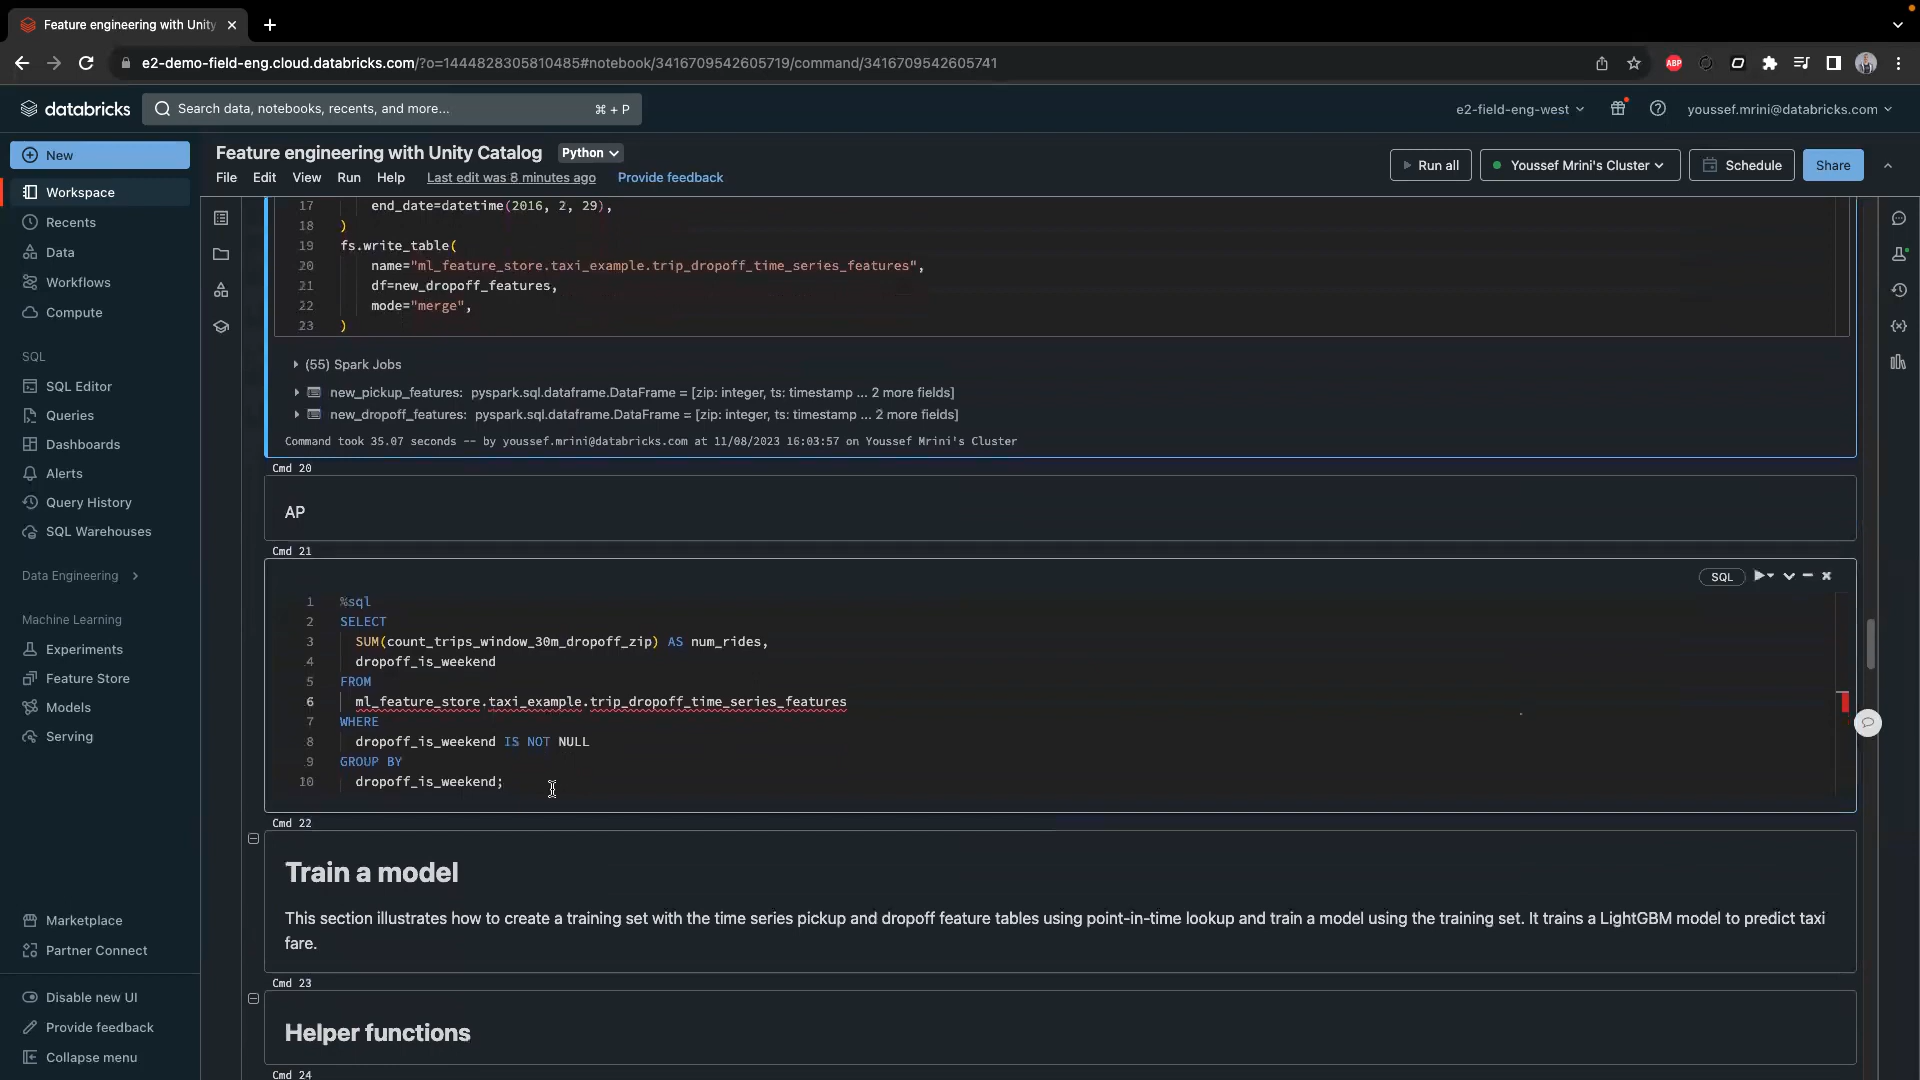 Feature engineering with Unity
e2-demo-field-eng.cloud.databricks.com/?o=1444828305810485#notebook/3416709542605719/command/3416709542605741
ABP
databricks
Search data, notebooks, recents, and more...
⌘ + P
e2-field-eng-west
youssef.mrini@databricks.com
New
Workspace
Recents
Data
Workflows
Compute
SQL
SQL Editor
Queries
Dashboards
Alerts
Query History
SQL Warehouses
Data Engineering
Machine Learning
Experiments
Feature Store
Models
Serving
Marketplace
Partner Connect
Disable new UI
Provide feedback
Collapse menu
Feature engineering with Unity Catalog
Python
File Edit View Run Help Last edit was 8 minutes ago Provide feedback
Run all
Youssef Mrini's Cluster
Schedule
Share
17 end_date=datetime(2016, 2, 29),
18 )
19 fs.write_table(
20 name="ml_feature_store.taxi_example.trip_dropoff_time_series_features",
21 df=new_dropoff_features,
22 mode="merge",
23 )
(55) Spark Jobs
new_pickup_features: pyspark.sql.dataframe.DataFrame = [zip: integer, ts: timestamp ... 2 more fields]
new_dropoff_features: pyspark.sql.dataframe.DataFrame = [zip: integer, ts: timestamp ... 2 more fields]
Command took 35.07 seconds -- by youssef.mrini@databricks.com at 11/08/2023 16:03:57 on Youssef Mrini's Cluster
Cmd 20
AP
Cmd 21
SQL
1 %sql
2 SELECT
3 SUM(count_trips_window_30m_dropoff_zip) AS num_rides,
4 dropoff_is_weekend
5 FROM
6 ml_feature_store.taxi_example.trip_dropoff_time_series_features
7 WHERE
8 dropoff_is_weekend IS NOT NULL
9 GROUP BY
10 dropoff_is_weekend;
Cmd 22
Train a model
This section illustrates how to create a training set with the time series pickup and dropoff feature tables using point-in-time lookup and train a model using the training set. It trains a LightGBM model to predict taxi
fare.
Cmd 23
Helper functions
Cmd 24